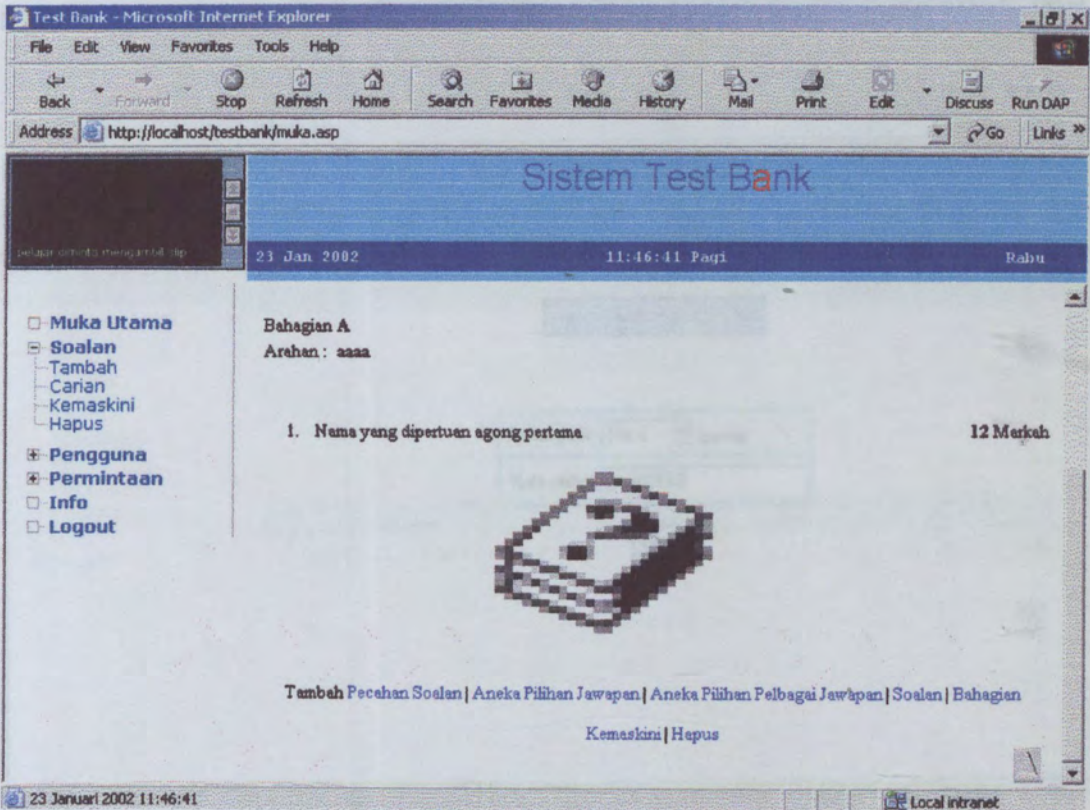 Test Bank - Microsoft Internet Explorer
File Edit View Favorites Tools Help
Back Forward Stop Refresh Home Search Favorites Media History Mail Print Edit Discuss Run DAP
Address http://localhost/testbank/muka.asp Go Links »
Sistem Test Bank
pelajar diminta mengambil slip
23 Jan 2002 11:46:41 Pagi Rabu
Muka Utama
Soalan
Tambah
Carian
Kemaskini
Hapus
Pengguna
Permintaan
Info
Logout
Bahagian A
Arahan : aaaa
1. Nama yang dipertuan agong pertama 12 Markah
?
Tambah Pecahan Soalan | Aneka Pilihan Jawapan | Aneka Pilihan Pelbagai Jawapan | Soalan | Bahagian
Kemaskini | Hapus
23 Januari 2002 11:46:41 Local intranet